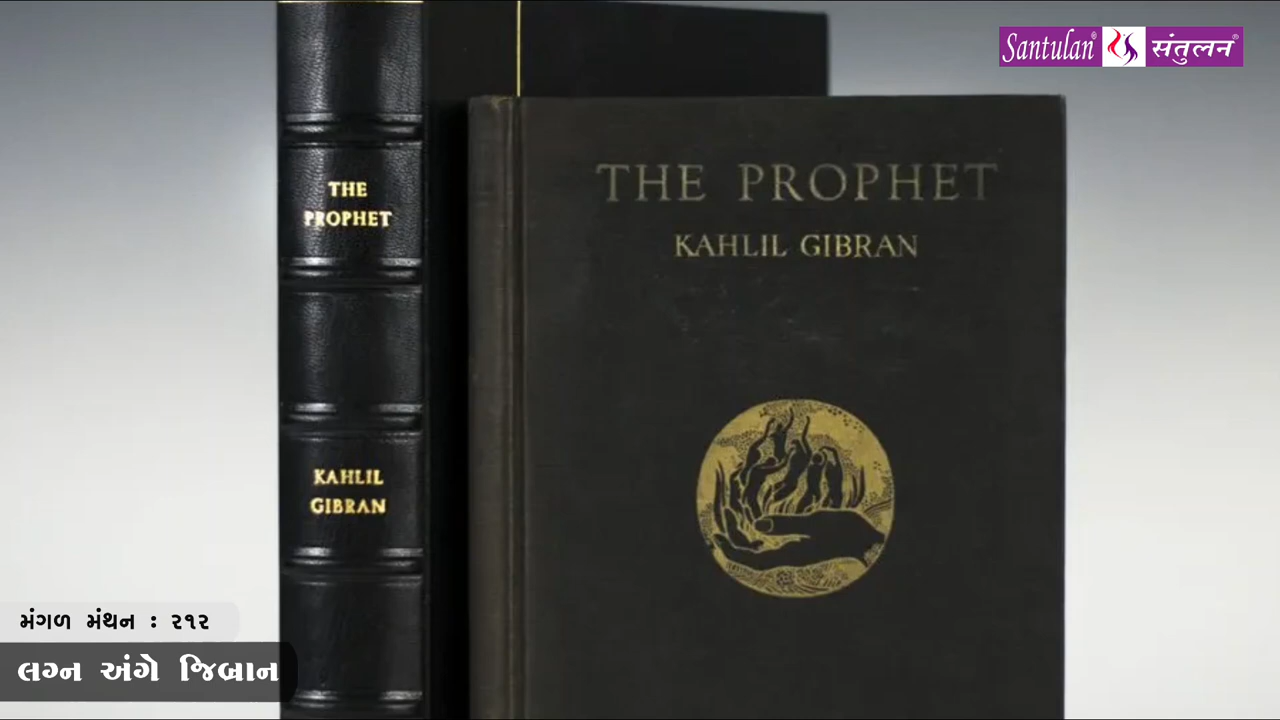 Santulan® संतुलन®
THE
PROPHET
KAHLIL
GIBRAN
THE PROPHET
KAHLIL GIBRAN
મંગળ મંથન : ૨૧૨
લગ્ન અંગે જિબ્રાન